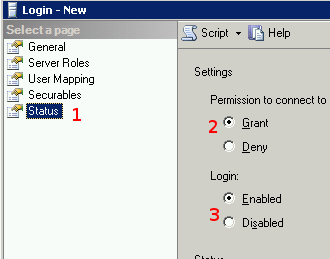 Login - New
Select a page
General
Server Roles
User Mapping
Securables
Status 1
Script Help
Settings
Permission to connect to
2 Grant
Deny
Login:
Enabled
3 Disabled
Status